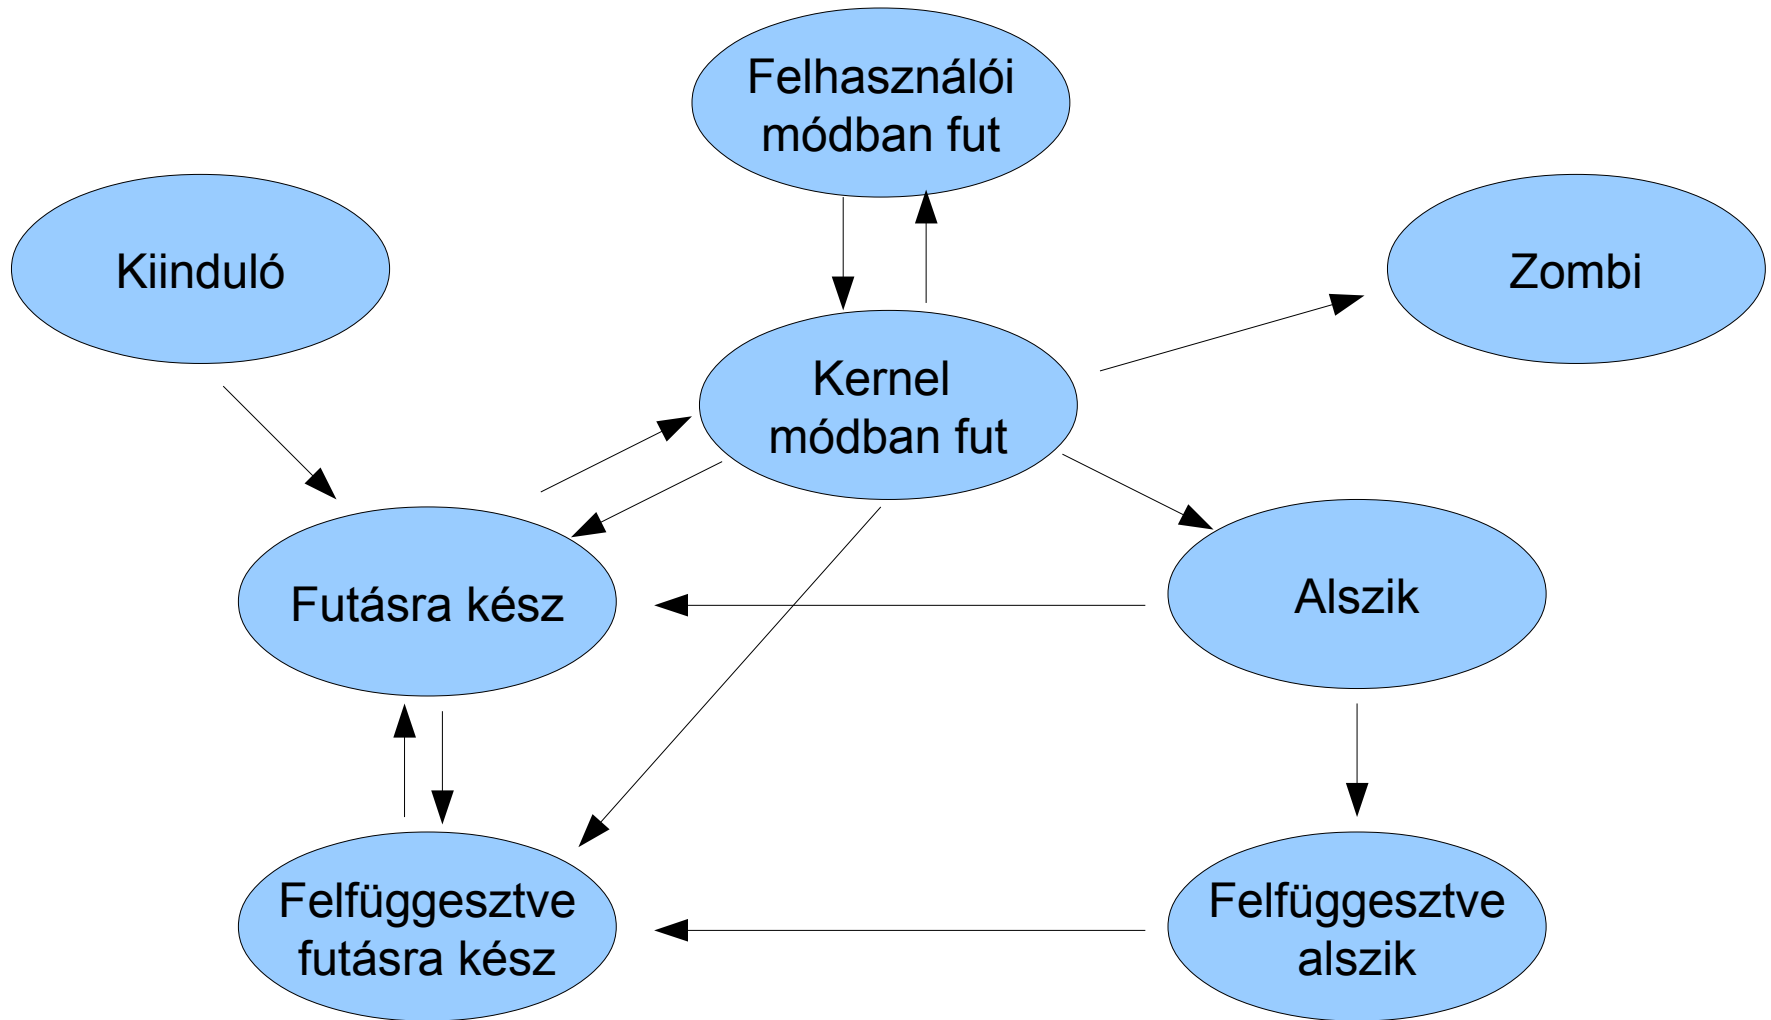 Felhasználói
módban fut
Kiinduló
Zombi
Kernel
módban fut
Futásra kész
Alszik
Felfüggesztve
futásra kész
Felfüggesztve
alszik